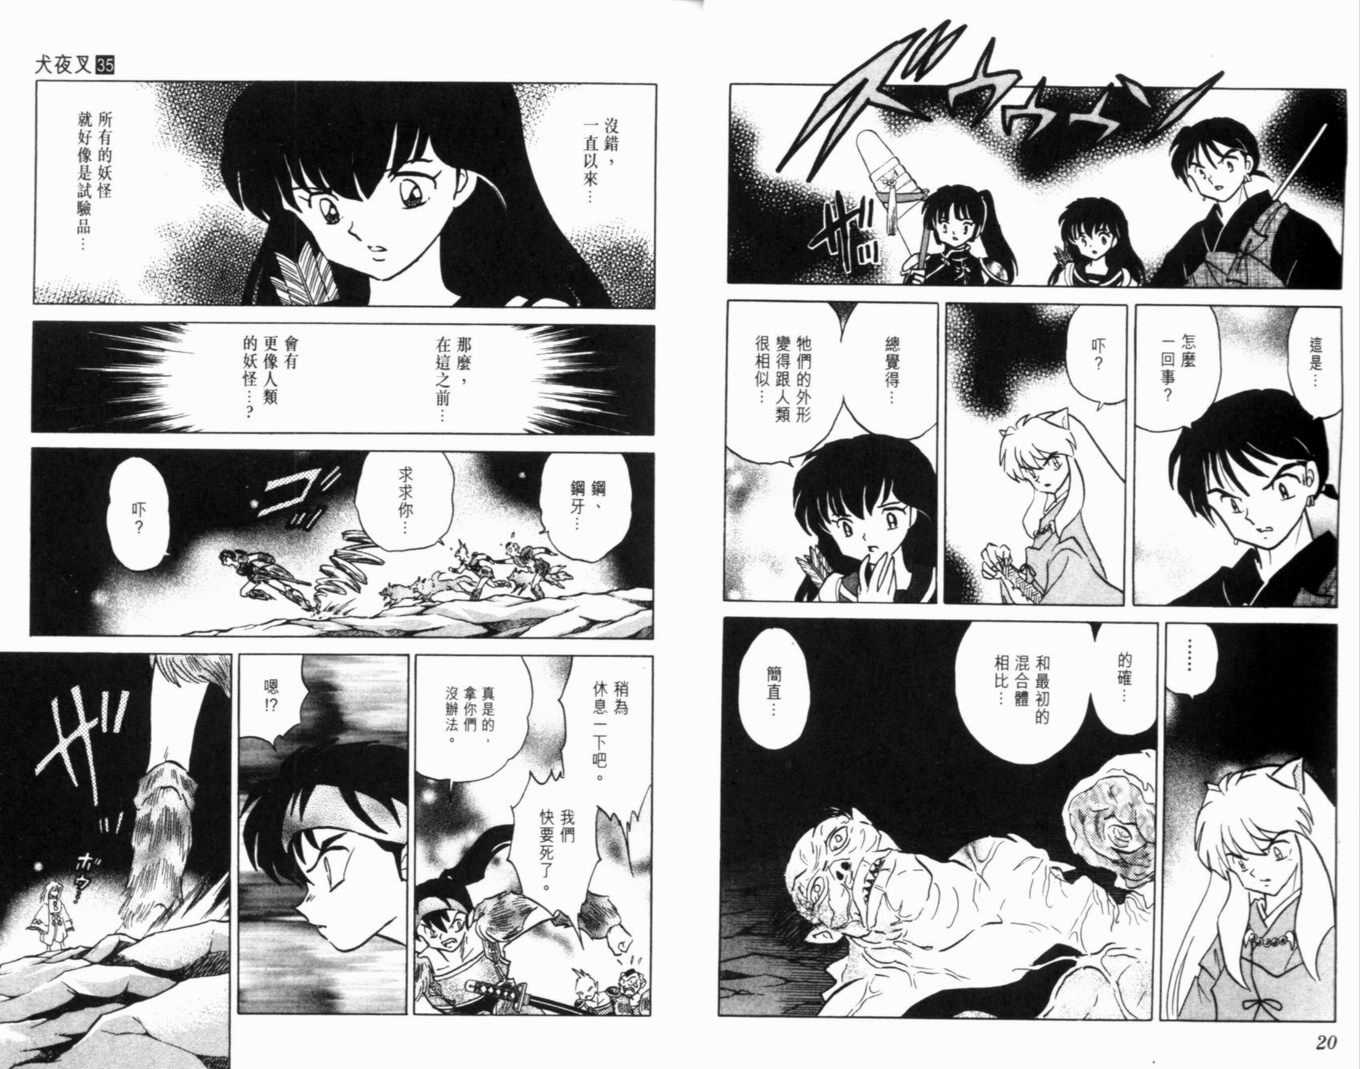 ズウウウン
ザザ
這是…
怎麼
一回事？
吓？
總覺得…
牠們的外形
變得跟人類
很相似…
……
的確…
和最初的
混合體
相比…
簡直…
20
犬夜叉35
沒錯，
一直以來…
所有的妖怪
就好像是試驗品…
那麼，
在這之前…
會有
更像人類
的妖怪…？
鋼、
鋼牙…
求求你…
吓？
稍為
休息一下吧。
我們
快要死了。
真是的，
拿你們
沒辦法。
嗯!?
ボウ…